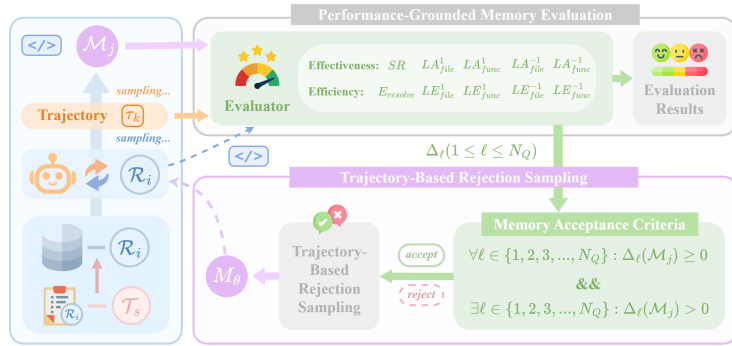 Performance-Grounded Memory Evaluation
</>
M_j
sampling...
Trajectory τ_k
sampling...
</>
R_i
R_i
R_i
T_s
Evaluator
Effectiveness: SR LA^1_file LA^1_func LA^-1_file LA^-1_func
Efficiency: E_resolve LE^1_file LE^1_func LE^-1_file LE^-1_func
Evaluation
Results
Δ_ℓ(1 ≤ ℓ ≤ N_Q)
Trajectory-Based Rejection Sampling
M_θ
Trajectory-
Based
Rejection
Sampling
accept
reject
Memory Acceptance Criteria
∀ℓ ∈ {1, 2, 3, ..., N_Q} : Δ_ℓ(M_j) ≥ 0
&&
∃ℓ ∈ {1, 2, 3, ..., N_Q} : Δ_ℓ(M_j) > 0